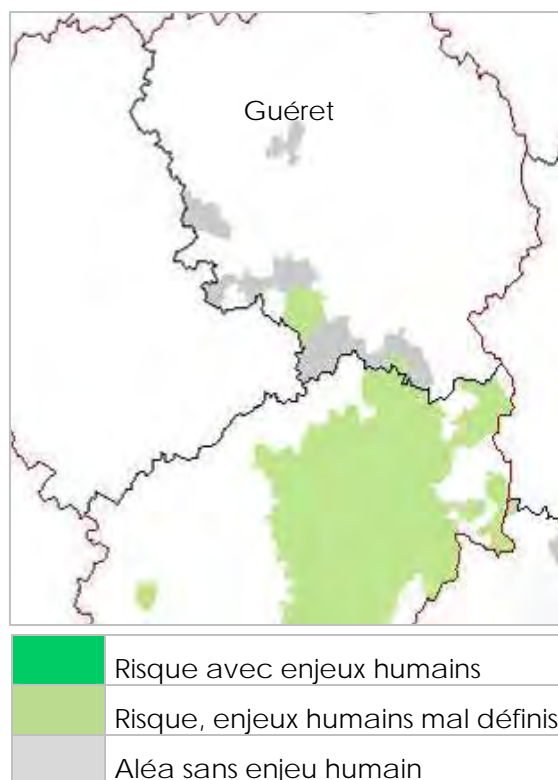 Guéret
Risque avec enjeux humains
Risque, enjeux humains mal définis
Aléa sans enjeu humain